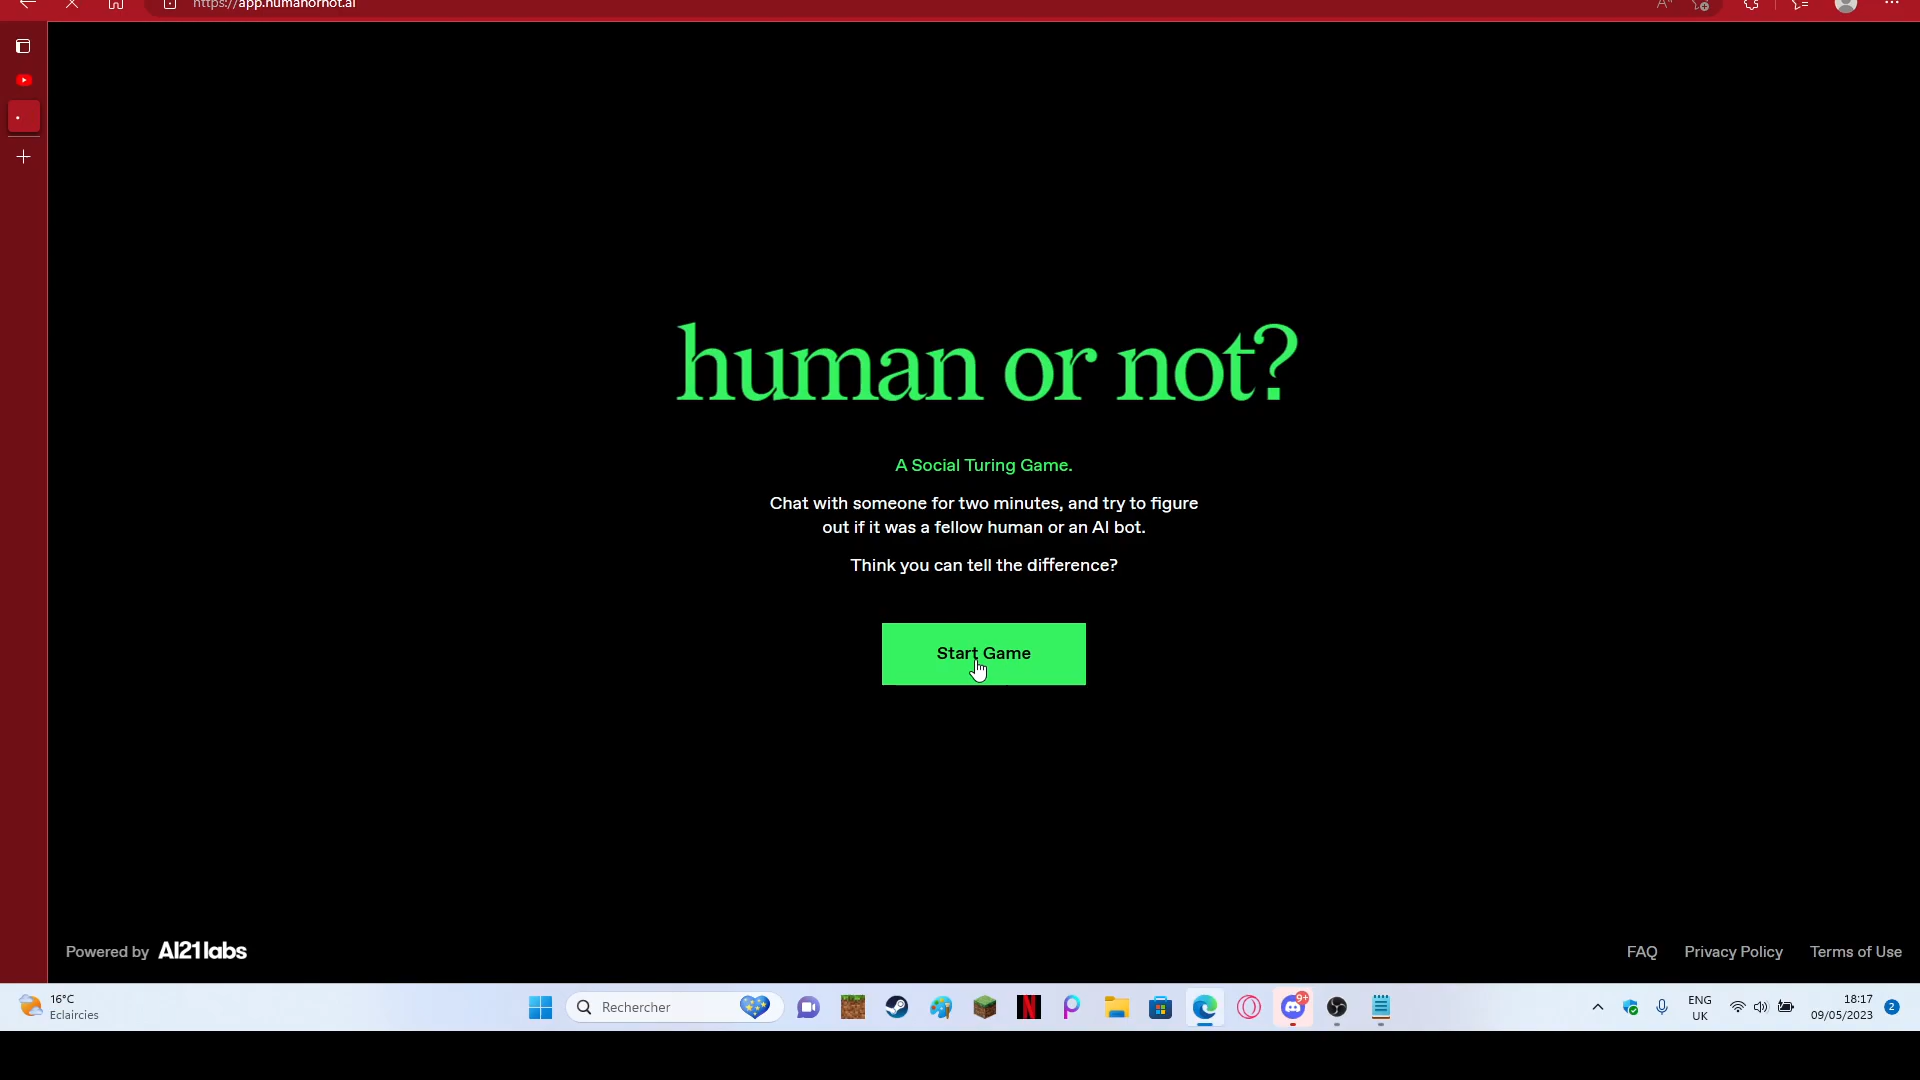 https://app.humanornot.ai
human or not?
A Social Turing Game.
Chat with someone for two minutes, and try to figure
out if it was a fellow human or an AI bot.
Think you can tell the difference?
Start Game
Powered by AI21labs
FAQ Privacy Policy Terms of Use
16°C
Eclaircies
Rechercher
9+
ENG
UK
18:17
09/05/2023
2